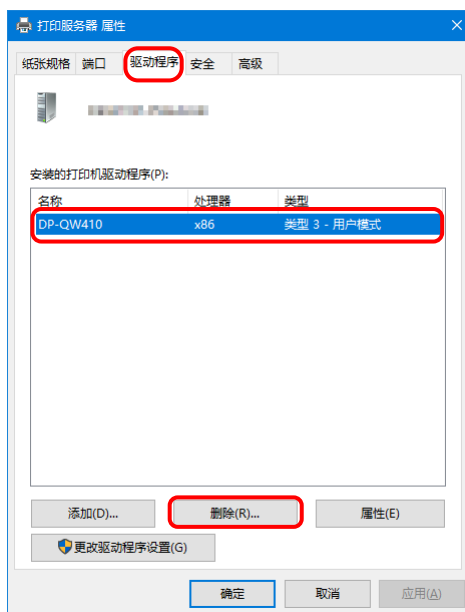 打印服务器 属性
纸张规格 端口 驱动程序 安全 高级
安装的打印机驱动程序(P):
名称 处理器 类型
DP-QW410 x86 类型 3 - 用户模式
添加(D)... 删除(R)... 属性(E)
更改驱动程序设置(G)
确定 取消 应用(A)